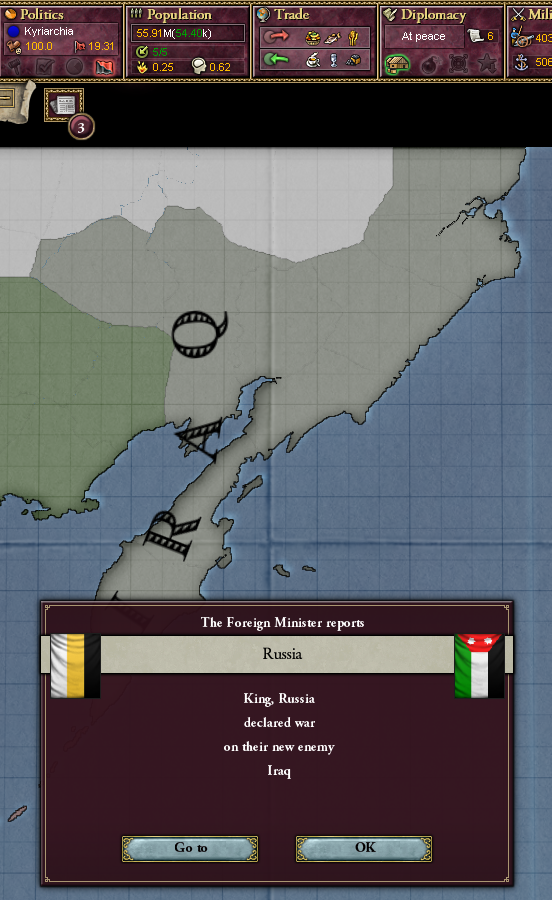 Politics
Population
Trade
Diplomacy
Kyriarchia
55.91M(54.40k)
At peace
6
403
100.0
19.31
5/5
0.25
0.62
506
3
IRAQ
The Foreign Minister reports
Russia
King, Russia
declared war
on their new enemy
Iraq
Go to
OK